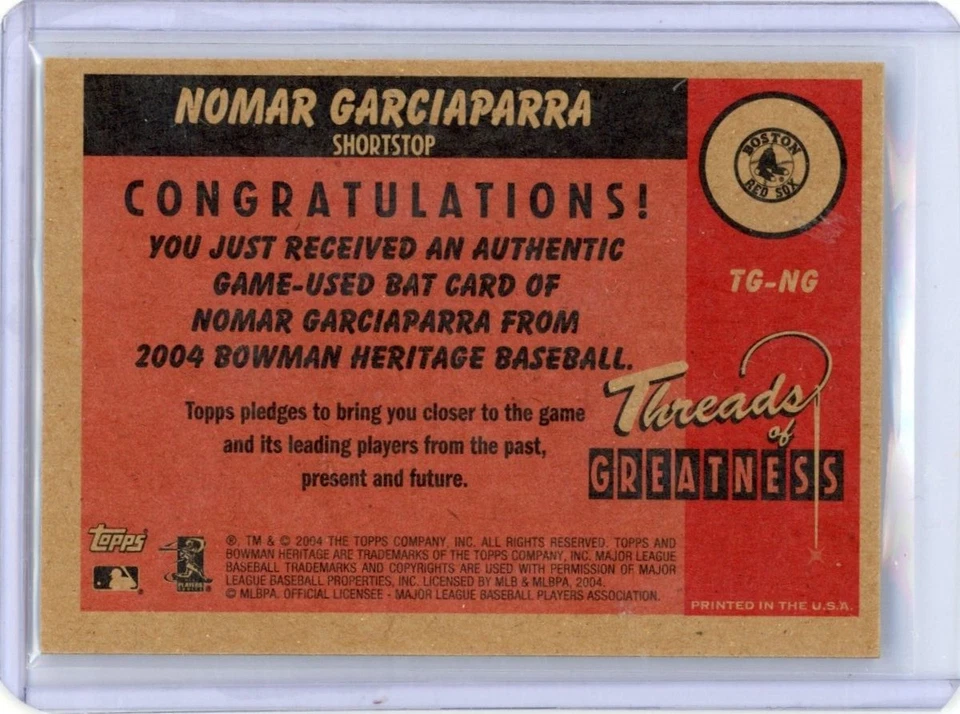 NOMAR GARCIAPARRA
SHORTSTOP
BOSTON
RED SOX
TG-NG
CONGRATULATIONS!
YOU JUST RECEIVED AN AUTHENTIC
GAME-USED BAT CARD OF
NOMAR GARCIAPARRA FROM
2004 BOWMAN HERITAGE BASEBALL.
Topps pledges to bring you closer to the game
and its leading players from the past,
present and future.
Threads
of
GREATNESS
topps
PLAYERS
CHOICE
®, TM & © 2004 THE TOPPS COMPANY, INC. ALL RIGHTS RESERVED. TOPPS AND
BOWMAN HERITAGE ARE TRADEMARKS OF THE TOPPS COMPANY, INC. MAJOR LEAGUE
BASEBALL TRADEMARKS AND COPYRIGHTS ARE USED WITH PERMISSION OF MAJOR
LEAGUE BASEBALL PROPERTIES, INC. LICENSED BY MLB & MLBPA, 2004.
© MLBPA. OFFICIAL LICENSEE - MAJOR LEAGUE BASEBALL PLAYERS ASSOCIATION.
PRINTED IN THE U.S.A.